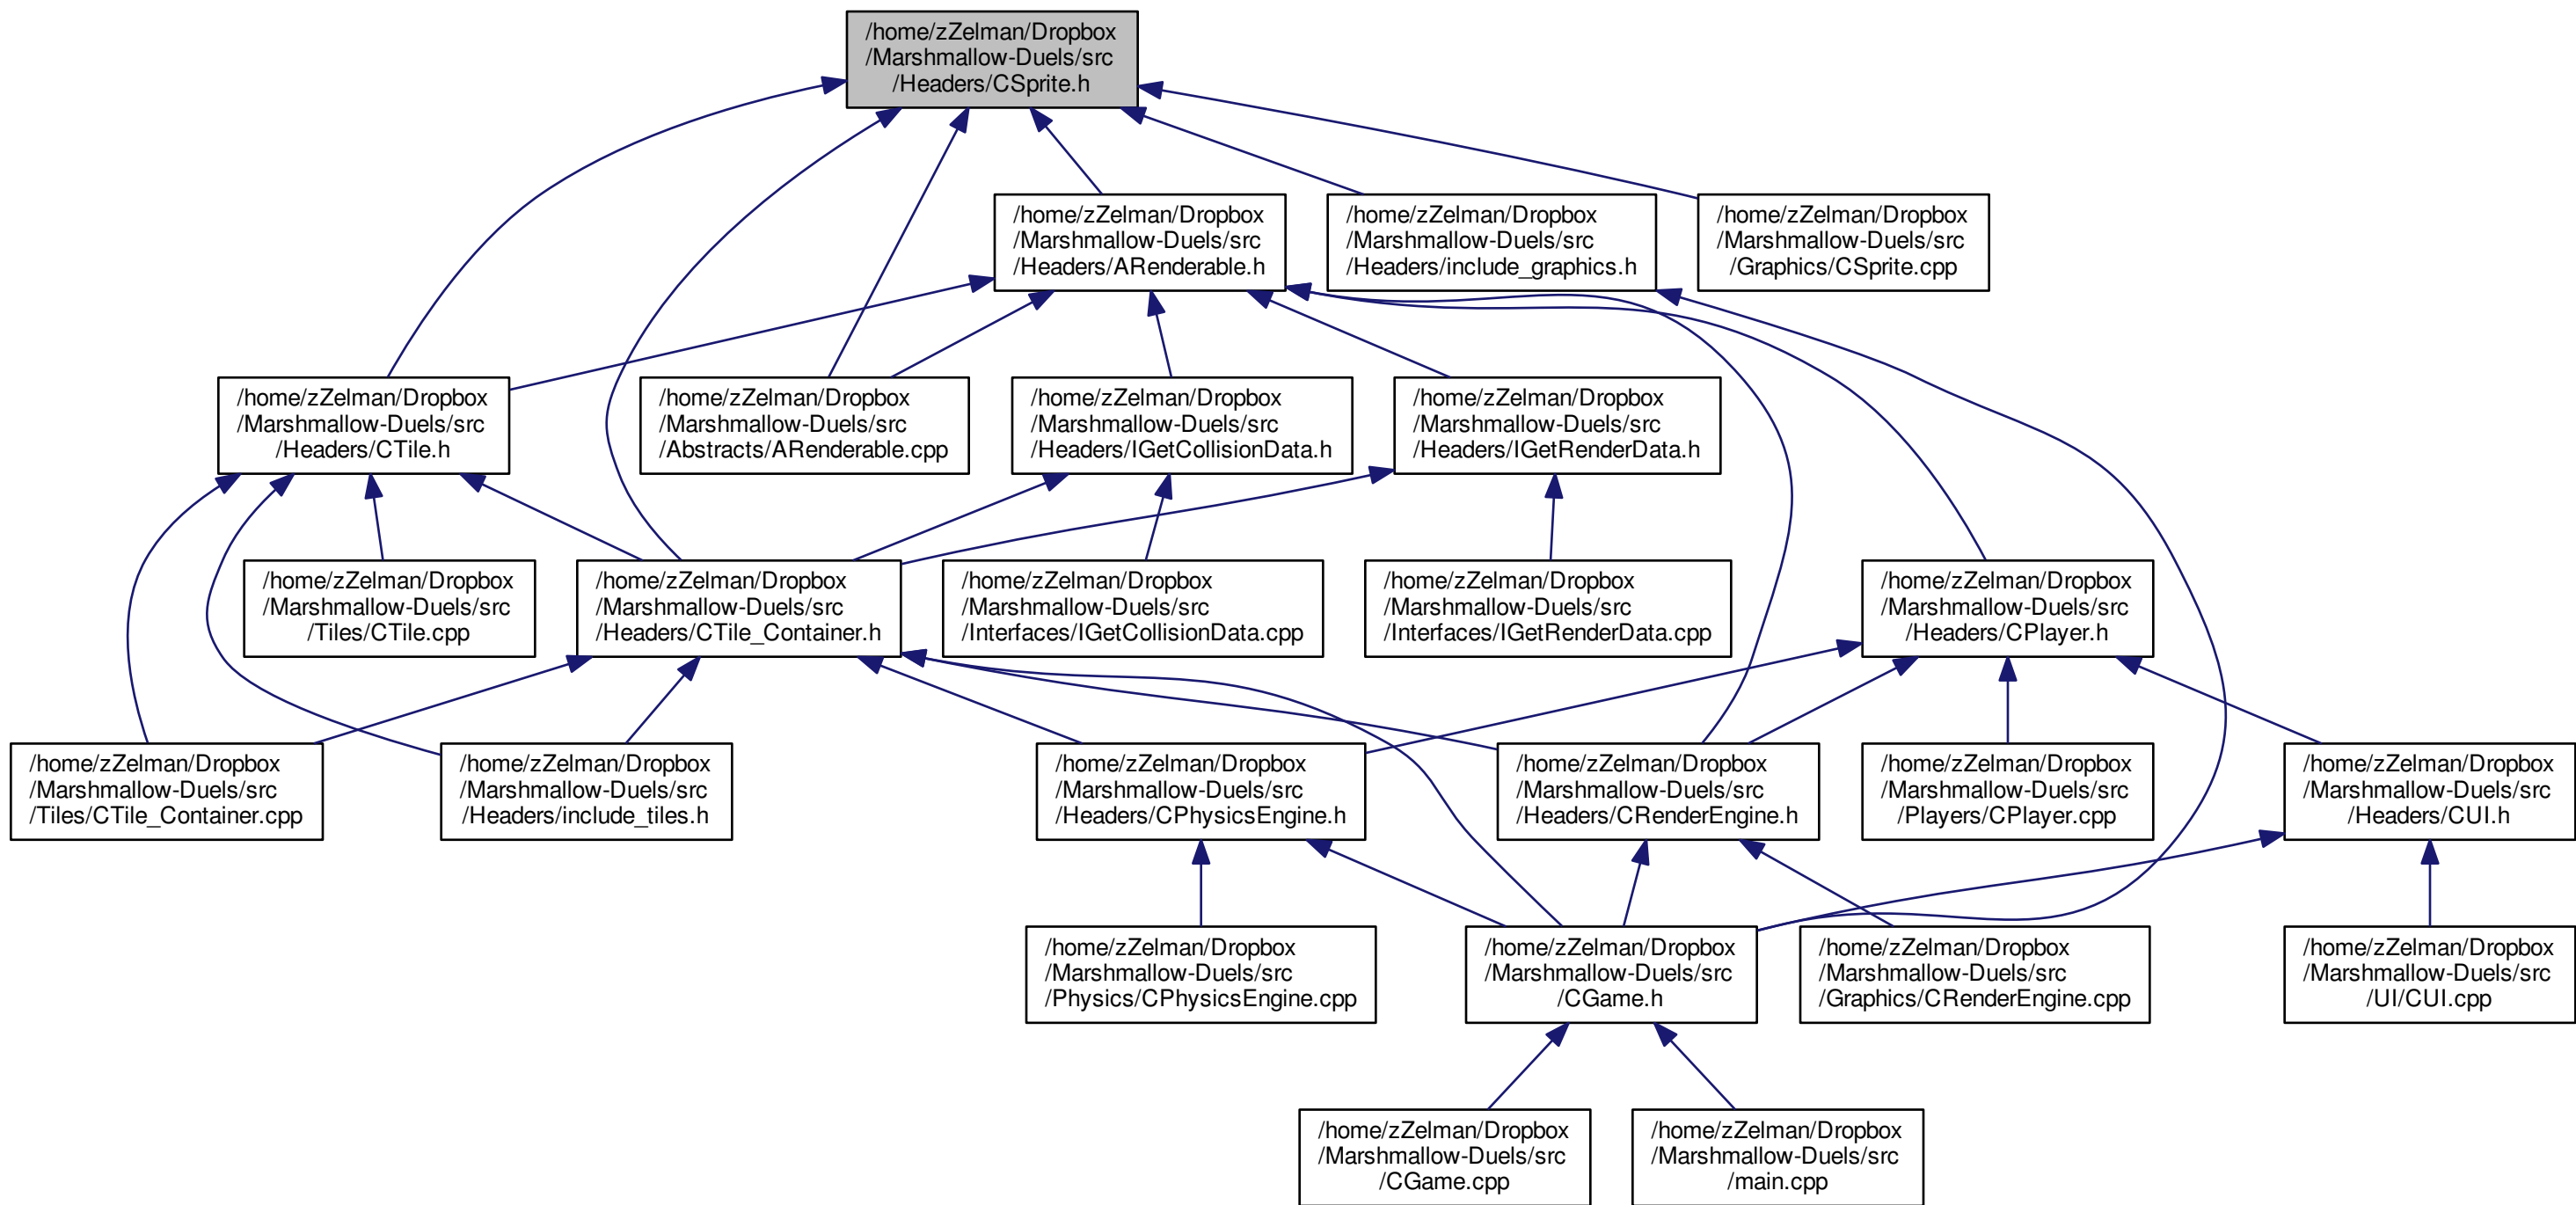 /home/zZelman/Dropbox
/Marshmallow-Duels/src
/Headers/CSprite.h
/home/zZelman/Dropbox
/Marshmallow-Duels/src
/Headers/ARenderable.h
/home/zZelman/Dropbox
/Marshmallow-Duels/src
/Headers/include_graphics.h
/home/zZelman/Dropbox
/Marshmallow-Duels/src
/Graphics/CSprite.cpp
/home/zZelman/Dropbox
/Marshmallow-Duels/src
/Headers/CTile.h
/home/zZelman/Dropbox
/Marshmallow-Duels/src
/Abstracts/ARenderable.cpp
/home/zZelman/Dropbox
/Marshmallow-Duels/src
/Headers/IGetCollisionData.h
/home/zZelman/Dropbox
/Marshmallow-Duels/src
/Headers/IGetRenderData.h
/home/zZelman/Dropbox
/Marshmallow-Duels/src
/Tiles/CTile.cpp
/home/zZelman/Dropbox
/Marshmallow-Duels/src
/Headers/CTile_Container.h
/home/zZelman/Dropbox
/Marshmallow-Duels/src
/Interfaces/IGetCollisionData.cpp
/home/zZelman/Dropbox
/Marshmallow-Duels/src
/Interfaces/IGetRenderData.cpp
/home/zZelman/Dropbox
/Marshmallow-Duels/src
/Headers/CPlayer.h
/home/zZelman/Dropbox
/Marshmallow-Duels/src
/Tiles/CTile_Container.cpp
/home/zZelman/Dropbox
/Marshmallow-Duels/src
/Headers/include_tiles.h
/home/zZelman/Dropbox
/Marshmallow-Duels/src
/Headers/CPhysicsEngine.h
/home/zZelman/Dropbox
/Marshmallow-Duels/src
/Headers/CRenderEngine.h
/home/zZelman/Dropbox
/Marshmallow-Duels/src
/Players/CPlayer.cpp
/home/zZelman/Dropbox
/Marshmallow-Duels/src
/Headers/CUI.h
/home/zZelman/Dropbox
/Marshmallow-Duels/src
/Physics/CPhysicsEngine.cpp
/home/zZelman/Dropbox
/Marshmallow-Duels/src
/CGame.h
/home/zZelman/Dropbox
/Marshmallow-Duels/src
/Graphics/CRenderEngine.cpp
/home/zZelman/Dropbox
/Marshmallow-Duels/src
/UI/CUI.cpp
/home/zZelman/Dropbox
/Marshmallow-Duels/src
/CGame.cpp
/home/zZelman/Dropbox
/Marshmallow-Duels/src
/main.cpp